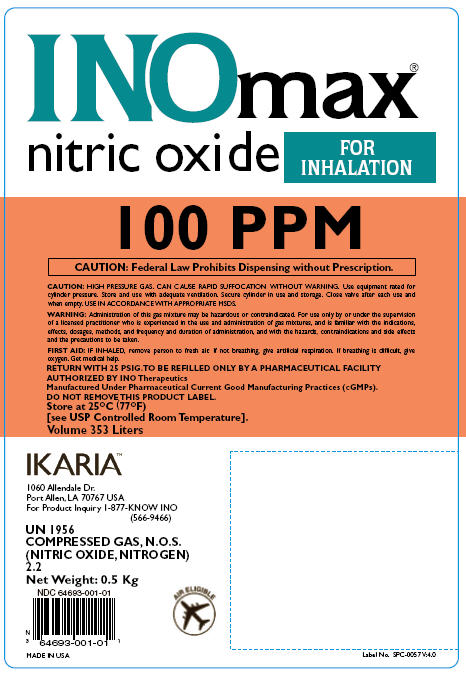 INOmax®
nitric oxide
FOR
INHALATION
100 PPM
CAUTION: Federal Law Prohibits Dispensing without Prescription.
CAUTION: HIGH PRESSURE GAS. CAN CAUSE RAPID SUFFOCATION WITHOUT WARNING. Use equipment rated for
cylinder pressure. Store and use with adequate ventilation. Secure cylinder in use and storage. Close valve after each use and
when empty. USE IN ACCORDANCE WITH APPROPRIATE MSDS.
WARNING: Administration of this gas mixture may be hazardous or contraindicated. For use only by or under the supervision
of a licensed practitioner who is experienced in the use and administration of gas mixtures, and is familiar with the indications,
effects, dosages, methods, and frequency and duration of administration, and with the hazards, contraindications and side effects
and the precautions to be taken.
FIRST AID: IF INHALED, remove person to fresh air. If not breathing, give artificial respiration. If breathing is difficult, give
oxygen. Get medical help.
RETURN WITH 25 PSIG. TO BE REFILLED ONLY BY A PHARMACEUTICAL FACILITY
AUTHORIZED BY INO Therapeutics
Manufactured Under Pharmaceutical Current Good Manufacturing Practices (cGMPs).
DO NOT REMOVE THIS PRODUCT LABEL.
Store at 25°C (77°F)
[see USP Controlled Room Temperature].
Volume 353 Liters
IKARIA™
1060 Allendale Dr.
Port Allen, LA 70767 USA
For Product Inquiry 1-877-KNOW INO
(566-9466)
UN 1956
COMPRESSED GAS, N.O.S.
(NITRIC OXIDE, NITROGEN)
2.2
Net Weight: 0.5 Kg
NDC 64693-001-01
AIR ELIGIBLE
N
3 64693-001-01 1
MADE IN USA
Label No. SPC-0057 V:4.0